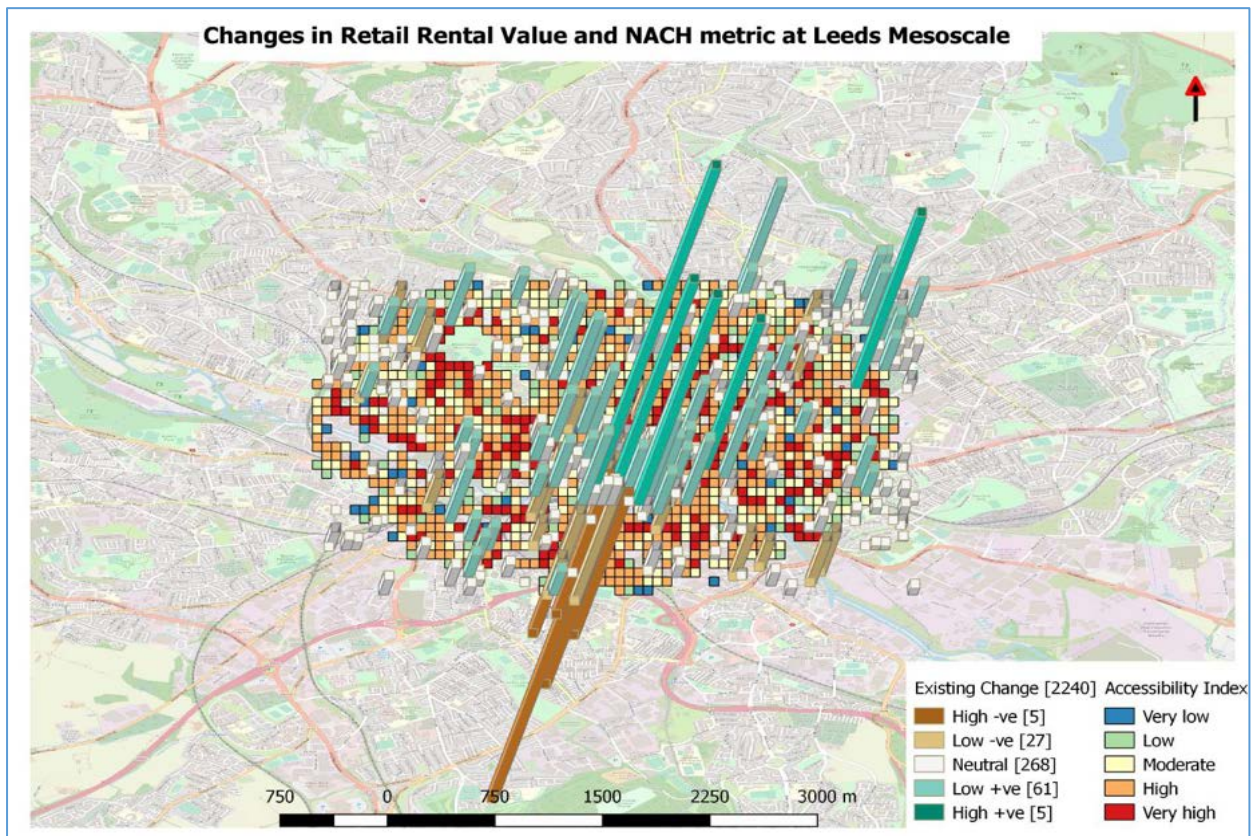 Changes in Retail Rental Value and NACH metric at Leeds Mesoscale
Existing Change [2240] Accessibility Index
High -ve [5] Very low
Low -ve [27] Low
Neutral [268] Moderate
Low +ve [61] High
High +ve [5] Very high
750 0 750 1500 2250 3000 m